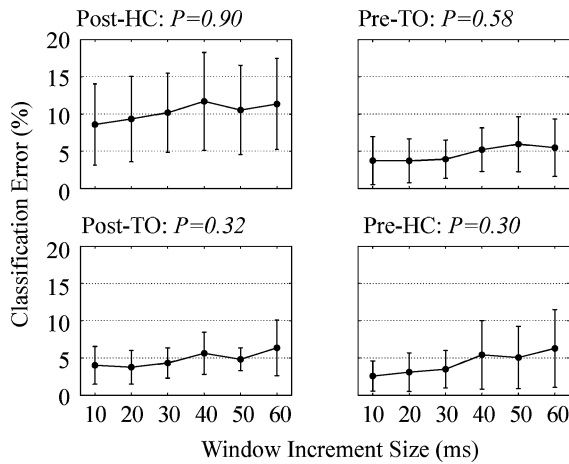 Post-HC: P=0.90
Pre-TO: P=0.58
20
15
10
5
0
Post-TO: P=0.32
Pre-HC: P=0.30
20
15
10
5
0
10 20 30 40 50 60
10 20 30 40 50 60
Classification Error (%)
Window Increment Size (ms)